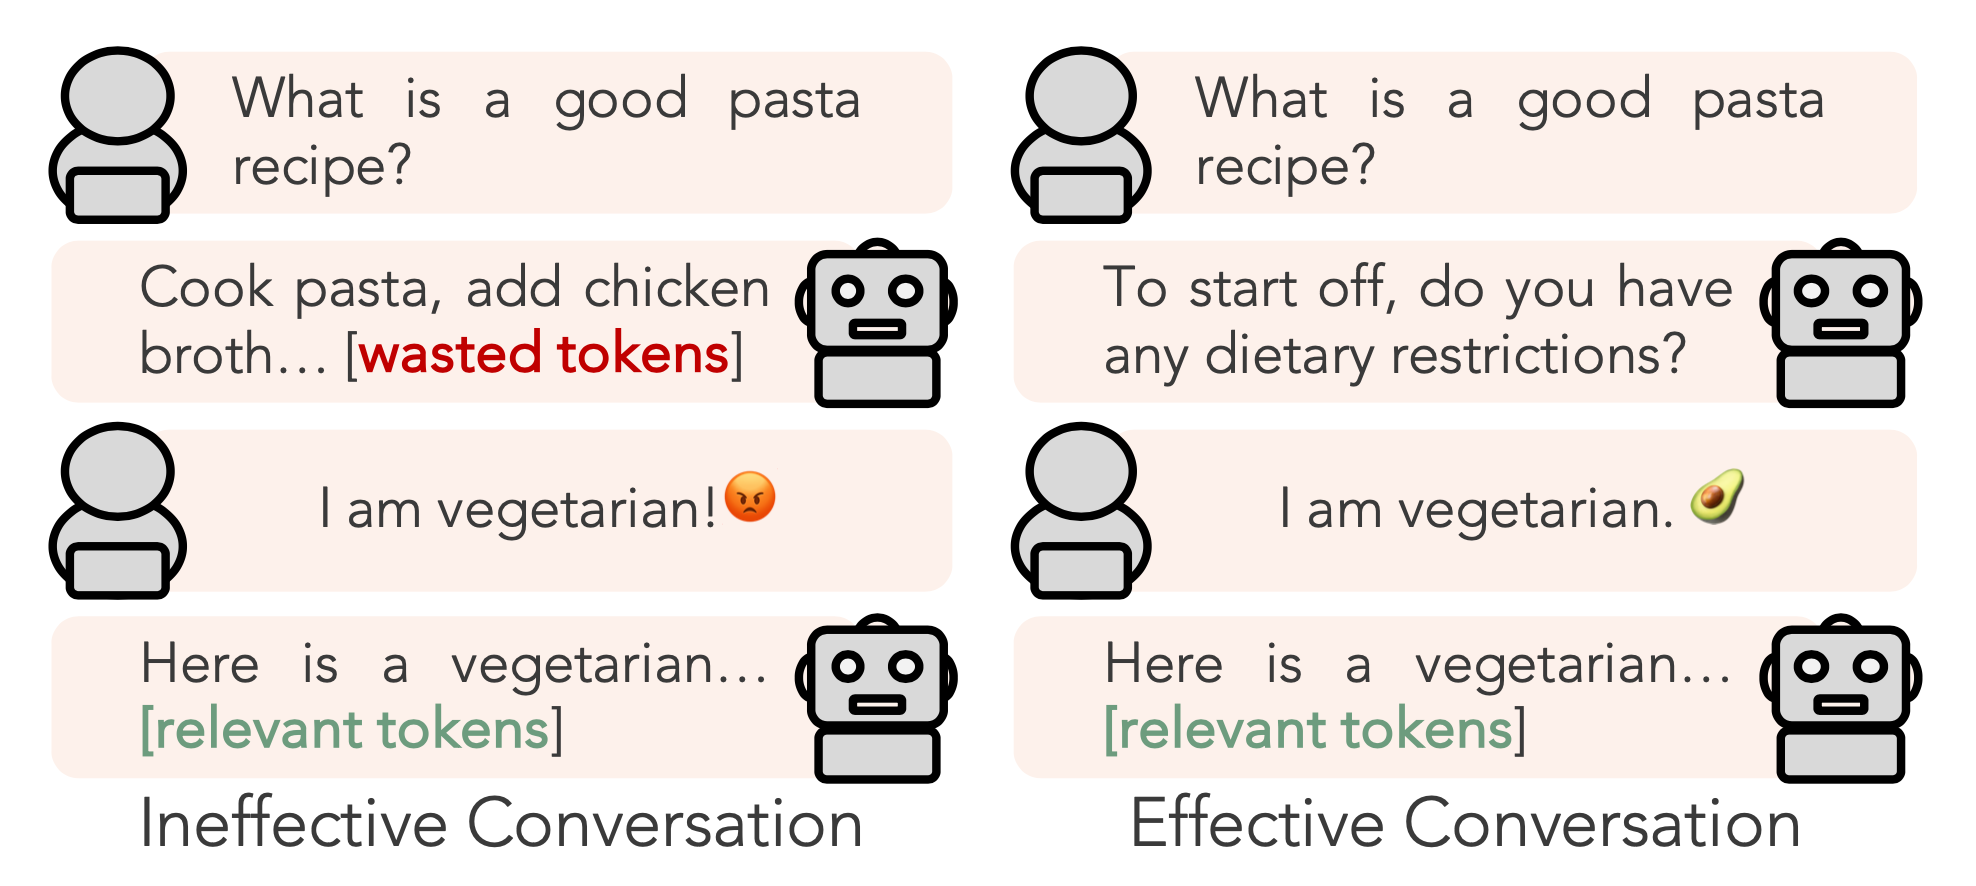 What is a good pasta
recipe?
Cook pasta, add chicken
broth… [wasted tokens]
I am vegetarian!😡
Here is a vegetarian…
[relevant tokens]
Ineffective Conversation
What is a good pasta
recipe?
To start off, do you have
any dietary restrictions?
I am vegetarian. 🥑
Here is a vegetarian…
[relevant tokens]
Effective Conversation